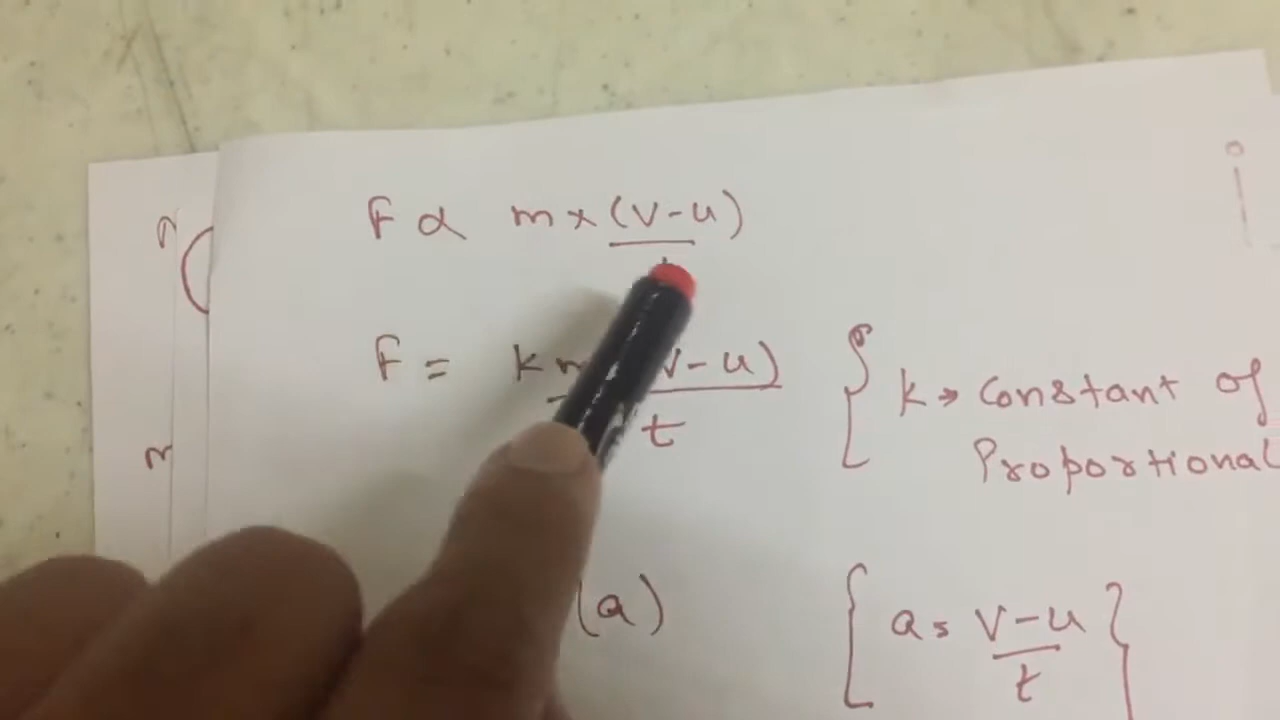 F ∝ m × (v-u)
F = k (v-u) / t { k → Constant of
Proportional
(a) { a = v-u / t }